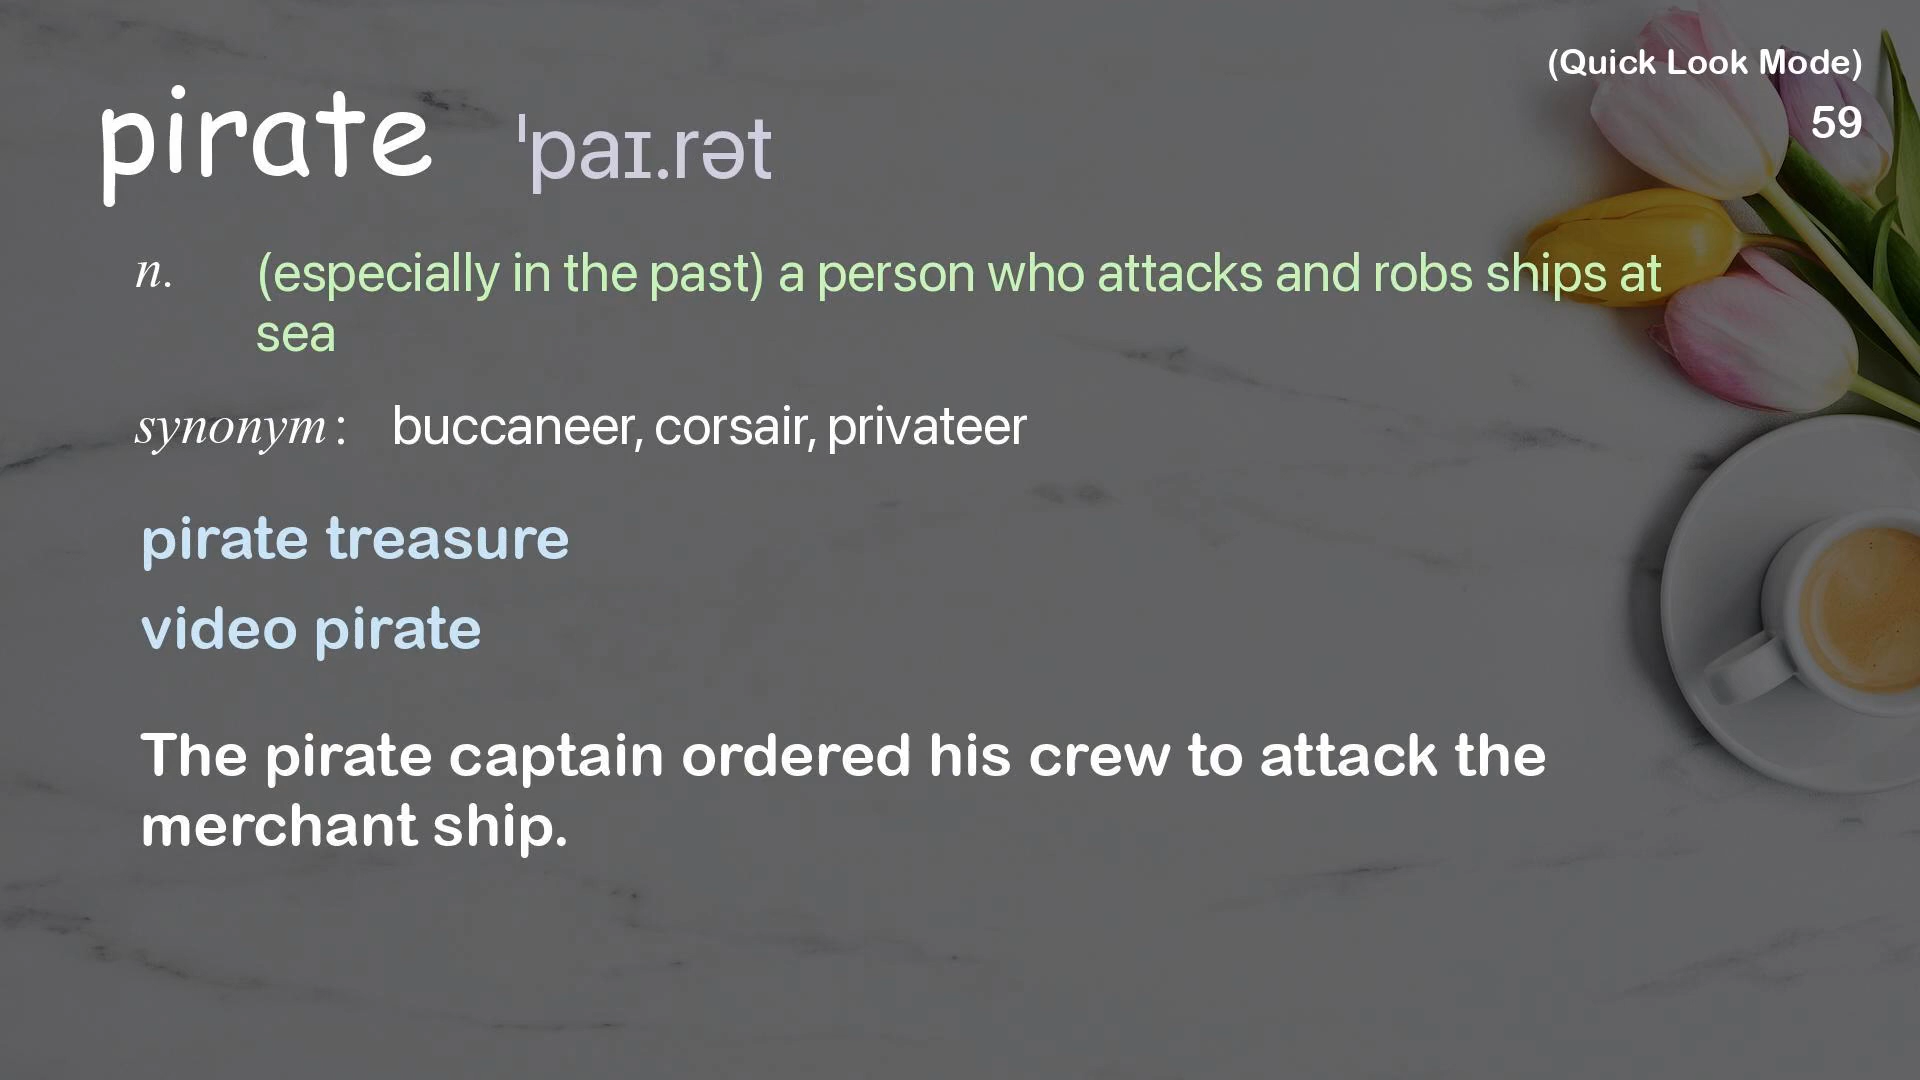 (Quick Look Mode)
59
pirate ˈpaɪ.rət
n. (especially in the past) a person who attacks and robs ships at
sea
synonym : buccaneer, corsair, privateer
pirate treasure
video pirate
The pirate captain ordered his crew to attack the
merchant ship.